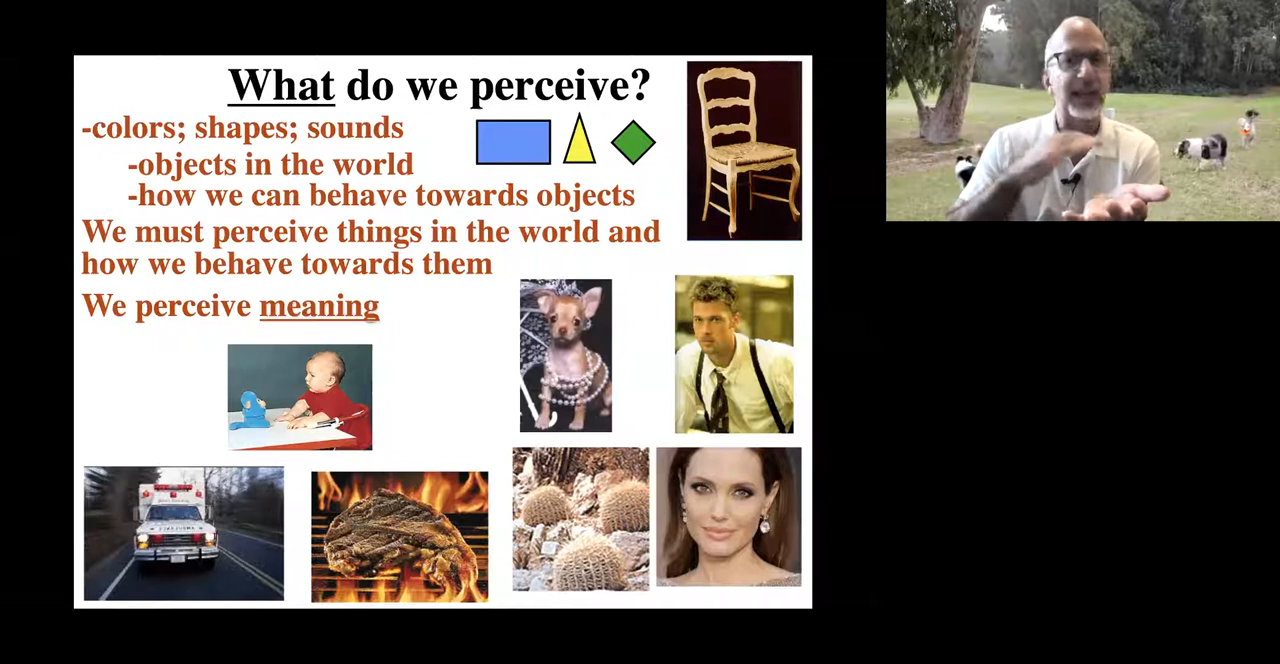 What do we perceive?
-colors; shapes; sounds
-objects in the world
-how we can behave towards objects
We must perceive things in the world and
how we behave towards them
We perceive meaning